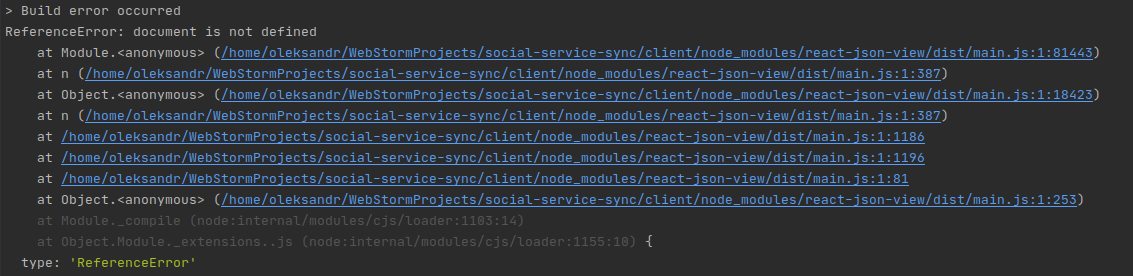 > Build error occurred
ReferenceError: document is not defined
at Module.<anonymous> (/home/oleksandr/WebStormProjects/social-service-sync/client/node_modules/react-json-view/dist/main.js:1:81443)
at n (/home/oleksandr/WebStormProjects/social-service-sync/client/node_modules/react-json-view/dist/main.js:1:387)
at Object.<anonymous> (/home/oleksandr/WebStormProjects/social-service-sync/client/node_modules/react-json-view/dist/main.js:1:18423)
at n (/home/oleksandr/WebStormProjects/social-service-sync/client/node_modules/react-json-view/dist/main.js:1:387)
at /home/oleksandr/WebStormProjects/social-service-sync/client/node_modules/react-json-view/dist/main.js:1:1186
at /home/oleksandr/WebStormProjects/social-service-sync/client/node_modules/react-json-view/dist/main.js:1:1196
at /home/oleksandr/WebStormProjects/social-service-sync/client/node_modules/react-json-view/dist/main.js:1:81
at Object.<anonymous> (/home/oleksandr/WebStormProjects/social-service-sync/client/node_modules/react-json-view/dist/main.js:1:253)
at Module._compile (node:internal/modules/cjs/loader:1103:14)
at Object.Module._extensions..js (node:internal/modules/cjs/loader:1155:10) {
type: 'ReferenceError'